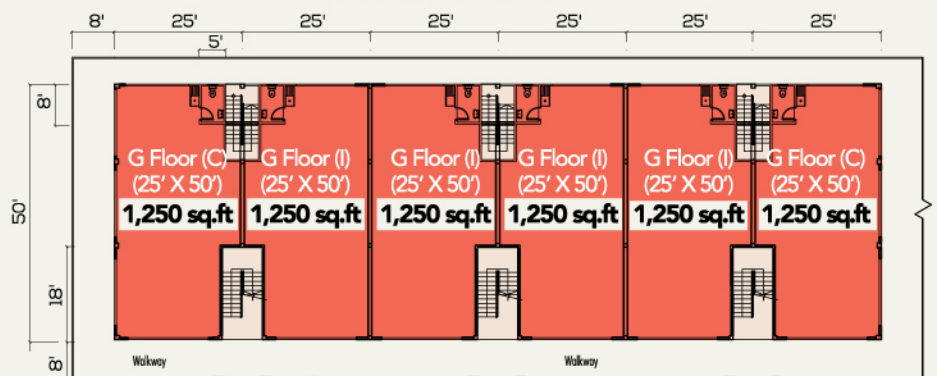 8' 25' 25' 25' 25' 25' 25'
5'
8'
50'
18'
8'
G Floor (C)
(25' X 50')
1,250 sq.ft
G Floor (I)
(25' X 50')
1,250 sq.ft
G Floor (I)
(25' X 50')
1,250 sq.ft
G Floor (I)
(25' X 50')
1,250 sq.ft
G Floor (I)
(25' X 50')
1,250 sq.ft
G Floor (C)
(25' X 50')
1,250 sq.ft
Walkway
Walkway